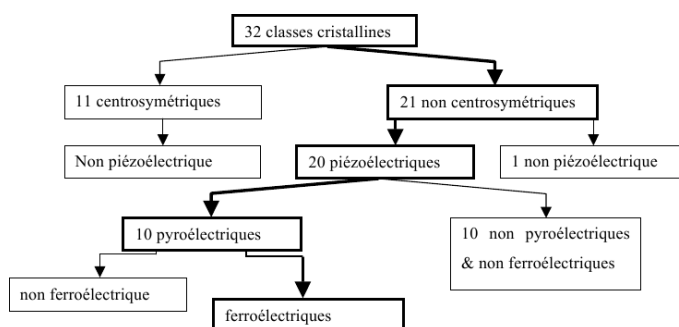 32 classes cristallines
11 centrosymétriques
21 non centrosymétriques
Non piézoélectrique
20 piézoélectriques
1 non piézoélectrique
10 pyroélectriques
10 non pyroélectriques
& non ferroélectriques
non ferroélectrique
ferroélectriques